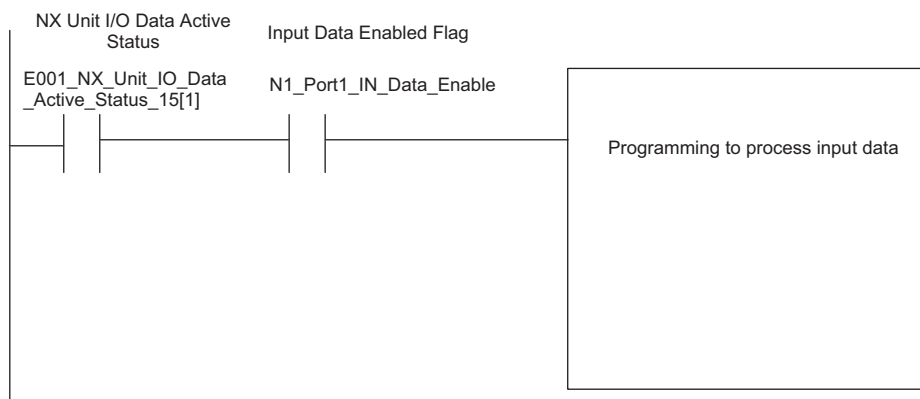 NX Unit I/O Data Active
Status
Input Data Enabled Flag
E001_NX_Unit_IO_Data
_Active_Status_15[1]
N1_Port1_IN_Data_Enable
Programming to process input data